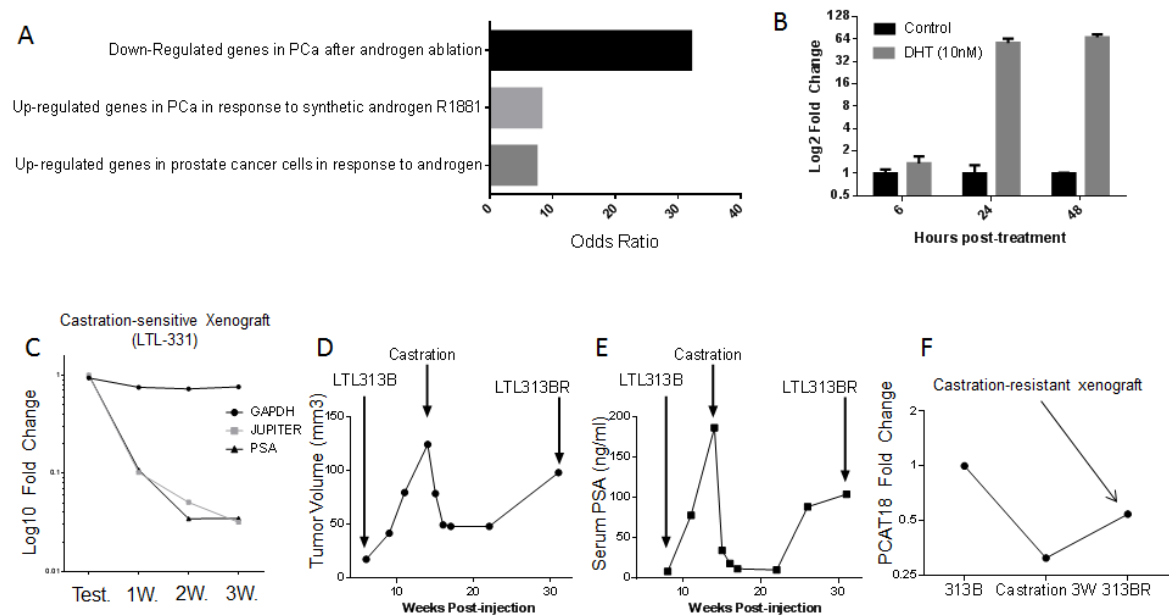 A
Down-Regulated genes in PCa after androgen ablation
Up-regulated genes in PCa in response to synthetic androgen R1881
Up-regulated genes in prostate cancer cells in response to androgen
0
10
20
30
40
Odds Ratio
B
Control
DHT (10nM)
Log2 Fold Change
128
64
32
16
8
4
2
1
0.5
6
24
48
Hours post-treatment
C
Castration-sensitive Xenograft
(LTL-331)
Log10 Fold Change
1
0.1
0.01
GAPDH
JUPITER
PSA
Test.
1W.
2W.
3W.
D
Castration
LTL313B
LTL313BR
Tumor Volume (mm3)
150
100
50
0
10
20
30
Weeks Post-injection
E
Castration
LTL313B
LTL313BR
Serum PSA (ng/ml)
200
150
100
50
0
10
20
30
Weeks Post-injection
F
Castration-resistant xenograft
PCAT18 Fold Change
2
1
0.5
0.25
313B
Castration 3W
313BR